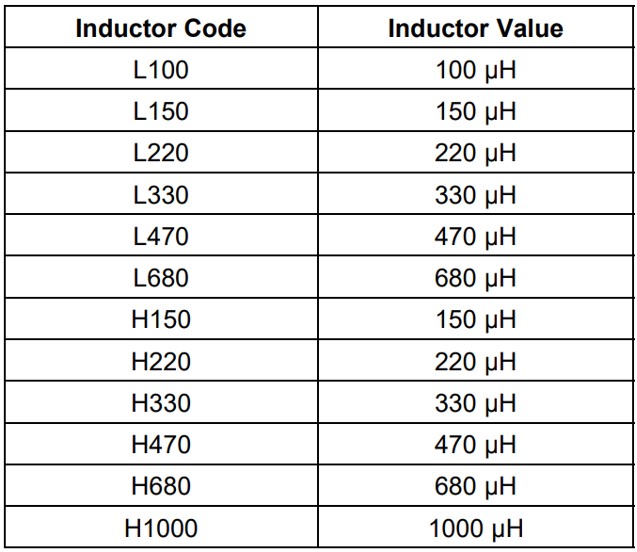 Inductor Code Inductor Value
L100 100 μH
L150 150 μH
L220 220 μH
L330 330 μH
L470 470 μH
L680 680 μH
H150 150 μH
H220 220 μH
H330 330 μH
H470 470 μH
H680 680 μH
H1000 1000 μH